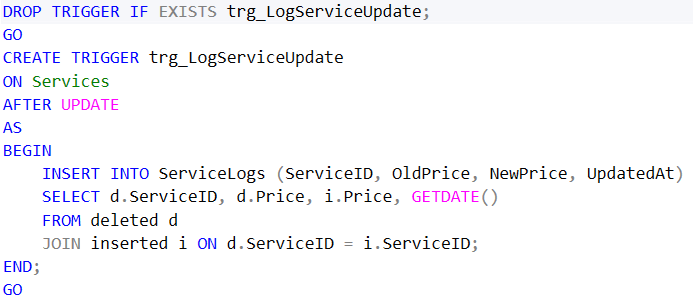 DROP TRIGGER IF EXISTS trg_LogServiceUpdate;
GO
CREATE TRIGGER trg_LogServiceUpdate
ON Services
AFTER UPDATE
AS
BEGIN
    INSERT INTO ServiceLogs (ServiceID, OldPrice, NewPrice, UpdatedAt)
    SELECT d.ServiceID, d.Price, i.Price, GETDATE()
    FROM deleted d
    JOIN inserted i ON d.ServiceID = i.ServiceID;
END;
GO